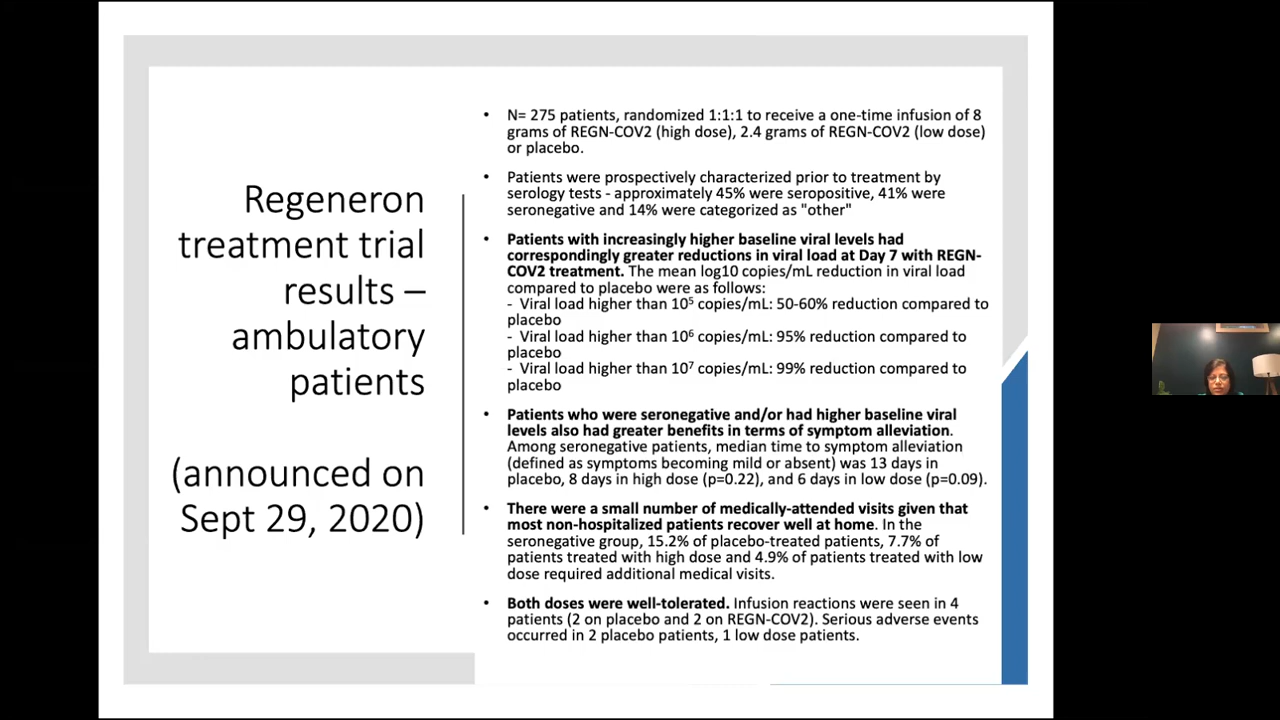 Regeneron
treatment trial
results –
ambulatory
patients
(announced on
Sept 29, 2020)
• N= 275 patients, randomized 1:1:1 to receive a one-time infusion of 8
grams of REGN-COV2 (high dose), 2.4 grams of REGN-COV2 (low dose)
or placebo.
• Patients were prospectively characterized prior to treatment by
serology tests - approximately 45% were seropositive, 41% were
seronegative and 14% were categorized as "other"
• Patients with increasingly higher baseline viral levels had
correspondingly greater reductions in viral load at Day 7 with REGN-
COV2 treatment. The mean log10 copies/mL reduction in viral load
compared to placebo were as follows:
- Viral load higher than 10⁵ copies/mL: 50-60% reduction compared to
placebo
- Viral load higher than 10⁶ copies/mL: 95% reduction compared to
placebo
- Viral load higher than 10⁷ copies/mL: 99% reduction compared to
placebo
• Patients who were seronegative and/or had higher baseline viral
levels also had greater benefits in terms of symptom alleviation.
Among seronegative patients, median time to symptom alleviation
(defined as symptoms becoming mild or absent) was 13 days in
placebo, 8 days in high dose (p=0.22), and 6 days in low dose (p=0.09).
• There were a small number of medically-attended visits given that
most non-hospitalized patients recover well at home. In the
seronegative group, 15.2% of placebo-treated patients, 7.7% of
patients treated with high dose and 4.9% of patients treated with low
dose required additional medical visits.
• Both doses were well-tolerated. Infusion reactions were seen in 4
patients (2 on placebo and 2 on REGN-COV2). Serious adverse events
occurred in 2 placebo patients, 1 low dose patients.